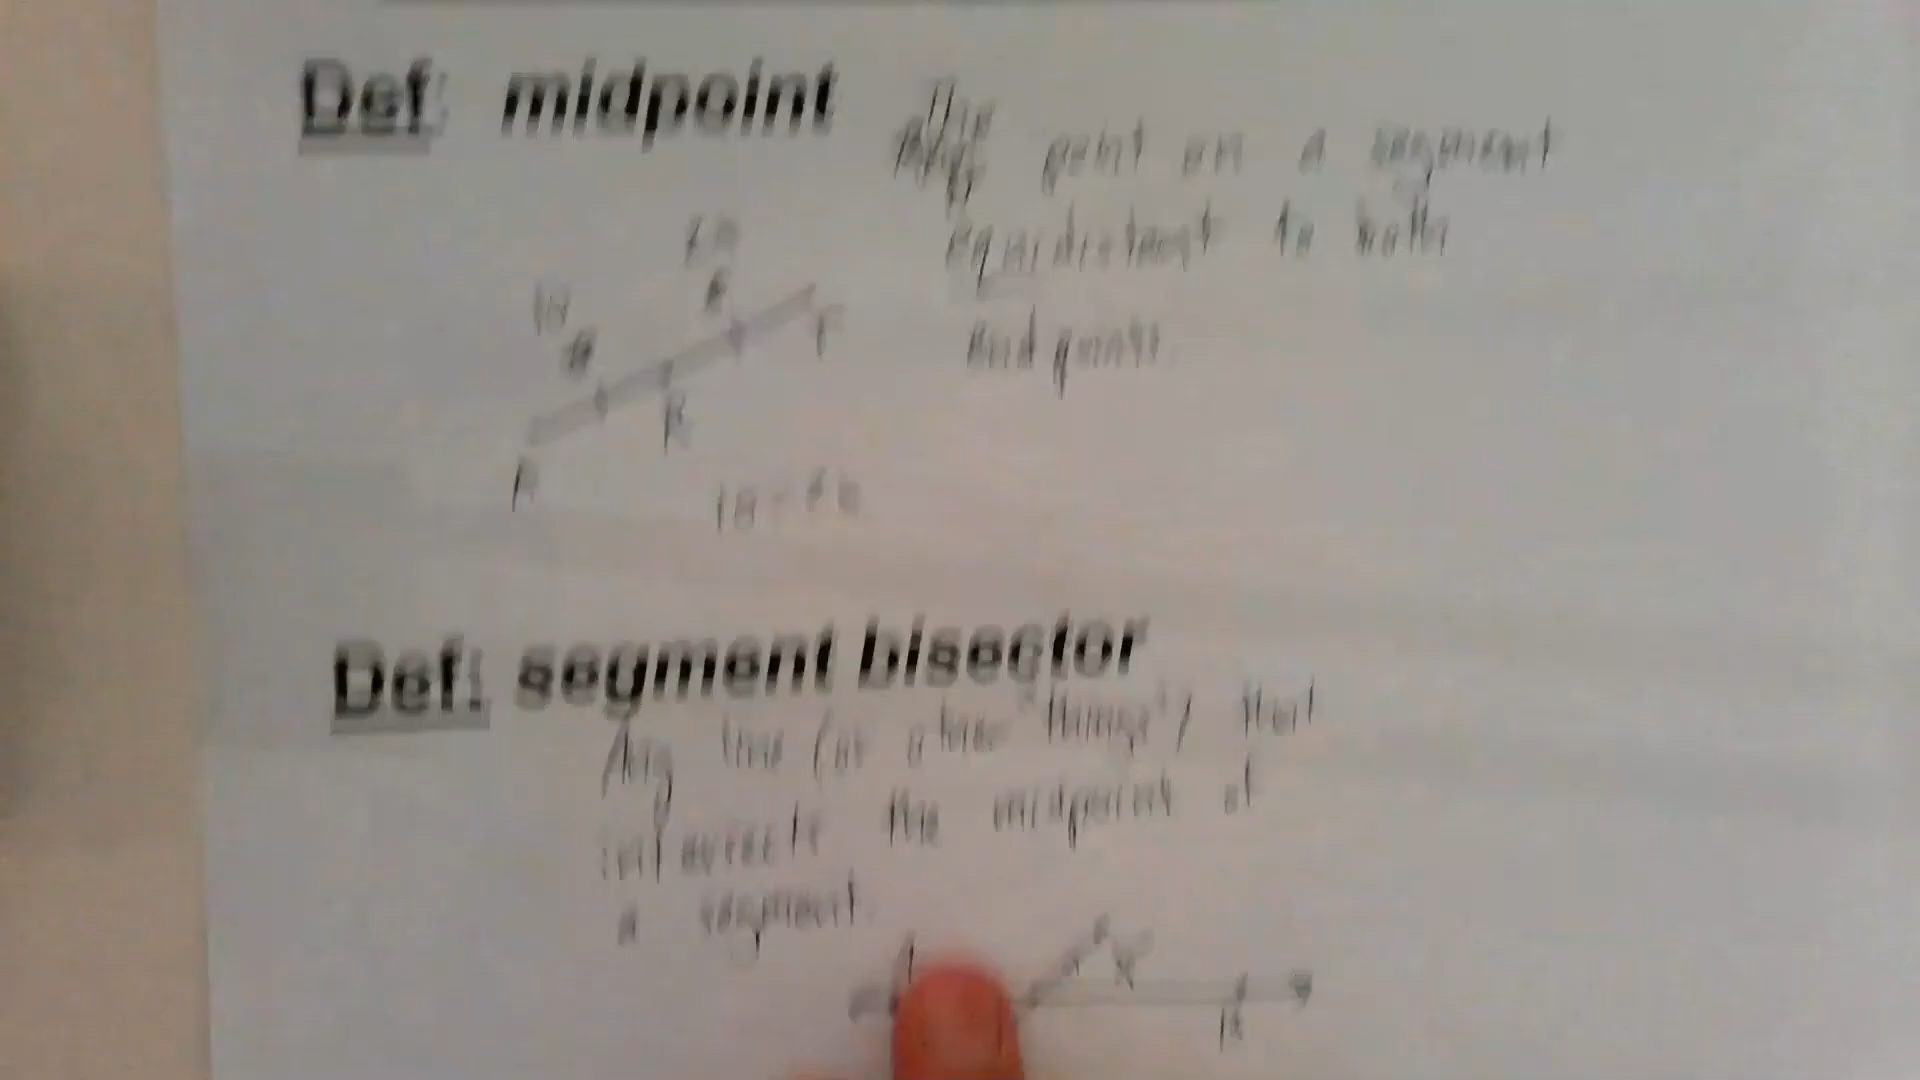 Def: midpoint
The point on a segment
equidistant to both
endpoints.
Def: segment bisector
Any line (or other "things") that
intersects the midpoint of
a segment.